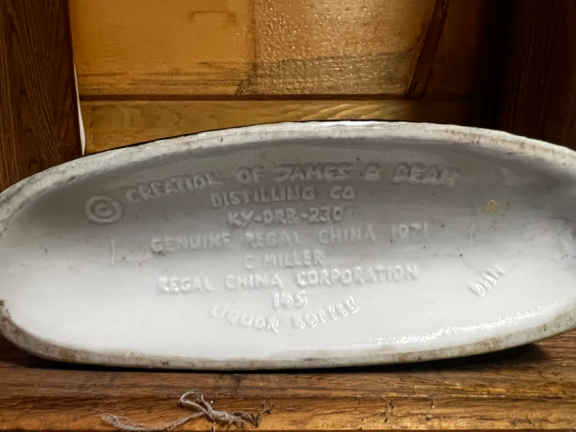 © CREATION OF JAMES B BEAM
DISTILLING CO
KY-DRB-230
GENUINE REGAL CHINA 1971
C MILLER
REGAL CHINA CORPORATION
LIQUOR BOTTLE